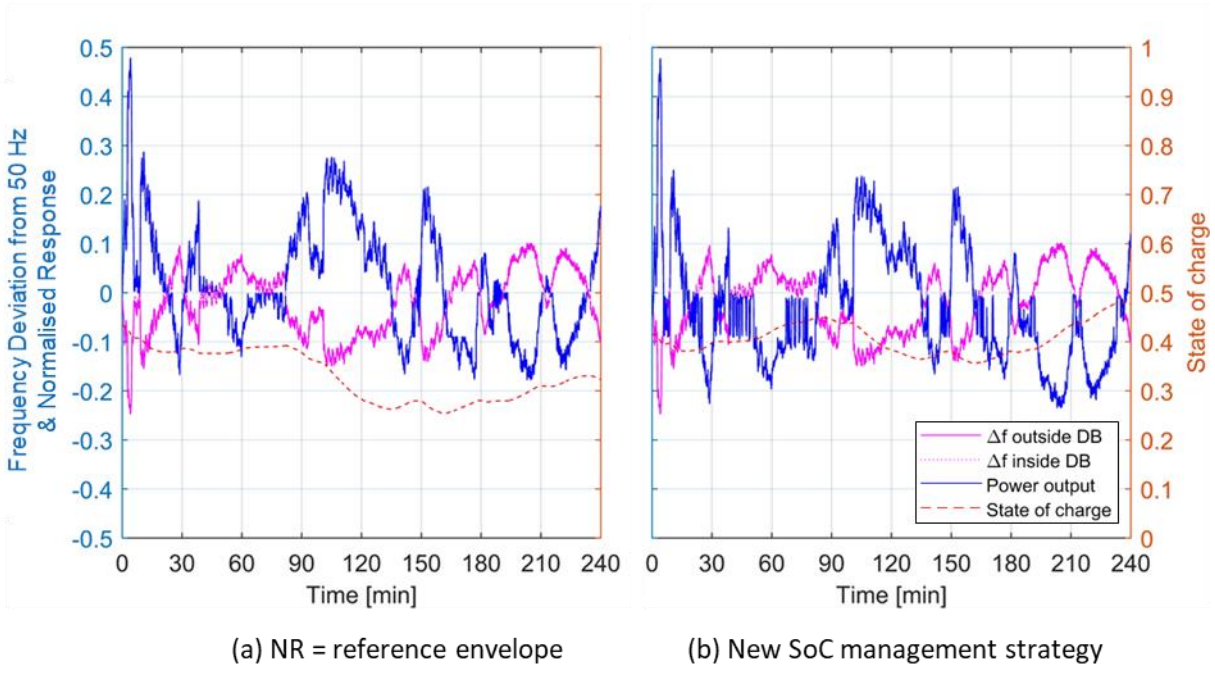 Frequency Deviation from 50 Hz
& Normalised Response
0.5
0.4
0.3
0.2
0.1
0
-0.1
-0.2
-0.3
-0.4
-0.5
0 30 60 90 120 150 180 210 240
Time [min]
(a) NR = reference envelope
0 30 60 90 120 150 180 210 240
Time [min]
(b) New SoC management strategy
1
0.9
0.8
0.7
0.6
0.5
0.4
0.3
0.2
0.1
0
State of charge
Δf outside DB
Δf inside DB
Power output
State of charge